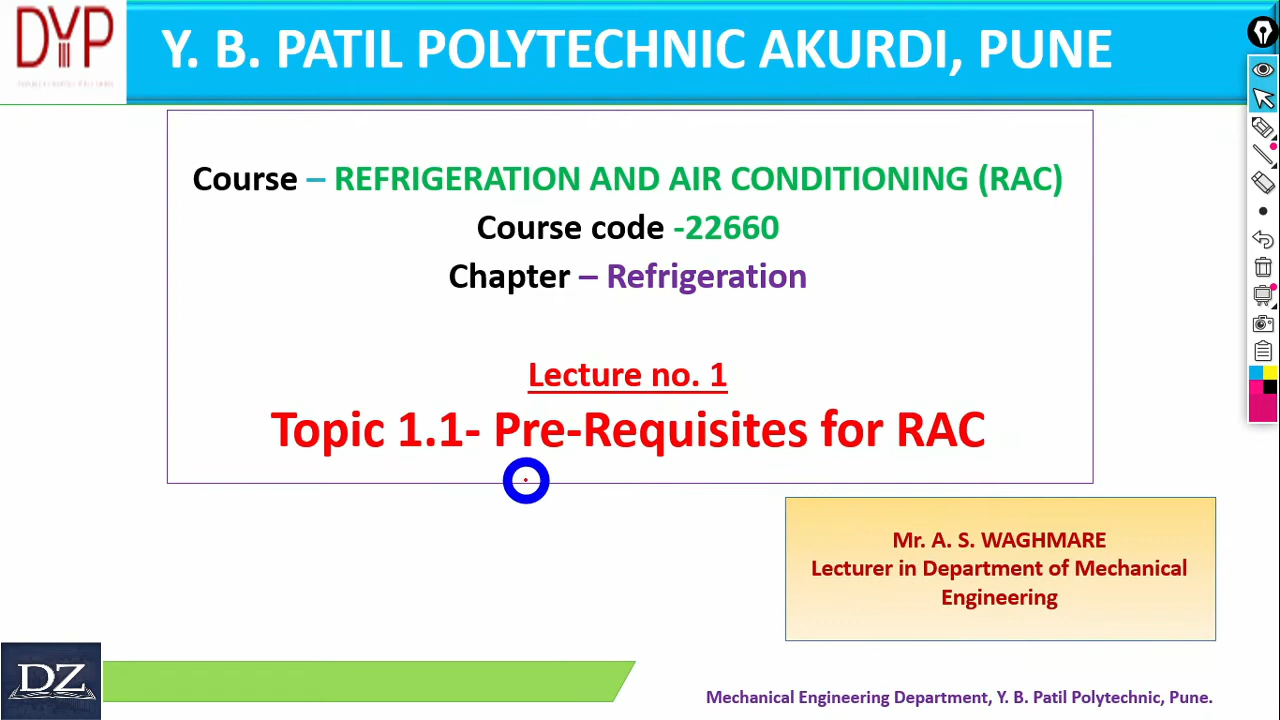 DYP
Y. B. PATIL POLYTECHNIC AKURDI, PUNE
Course – REFRIGERATION AND AIR CONDITIONING (RAC)
Course code -22660
Chapter – Refrigeration
Lecture no. 1
Topic 1.1- Pre-Requisites for RAC
Mr. A. S. WAGHMARE
Lecturer in Department of Mechanical
Engineering
DZ
Mechanical Engineering Department, Y. B. Patil Polytechnic, Pune.